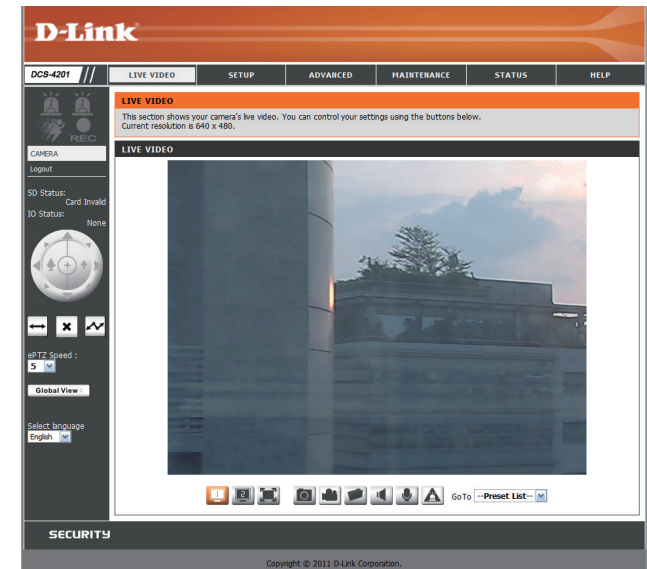 D-Link
DCS-4201 // LIVE VIDEO SETUP ADVANCED MAINTENANCE STATUS HELP
REC
CAMERA
Logout
SD Status:
Card Invalid
IO Status:
None
ePTZ Speed :
5
Global View :
Select language
English
LIVE VIDEO
This section shows your camera's live video. You can control your settings using the buttons below.
Current resolution is 640 x 480.
LIVE VIDEO
1 2 GoTo --Preset List--
SECURITY
Copyright © 2011 D-Link Corporation.